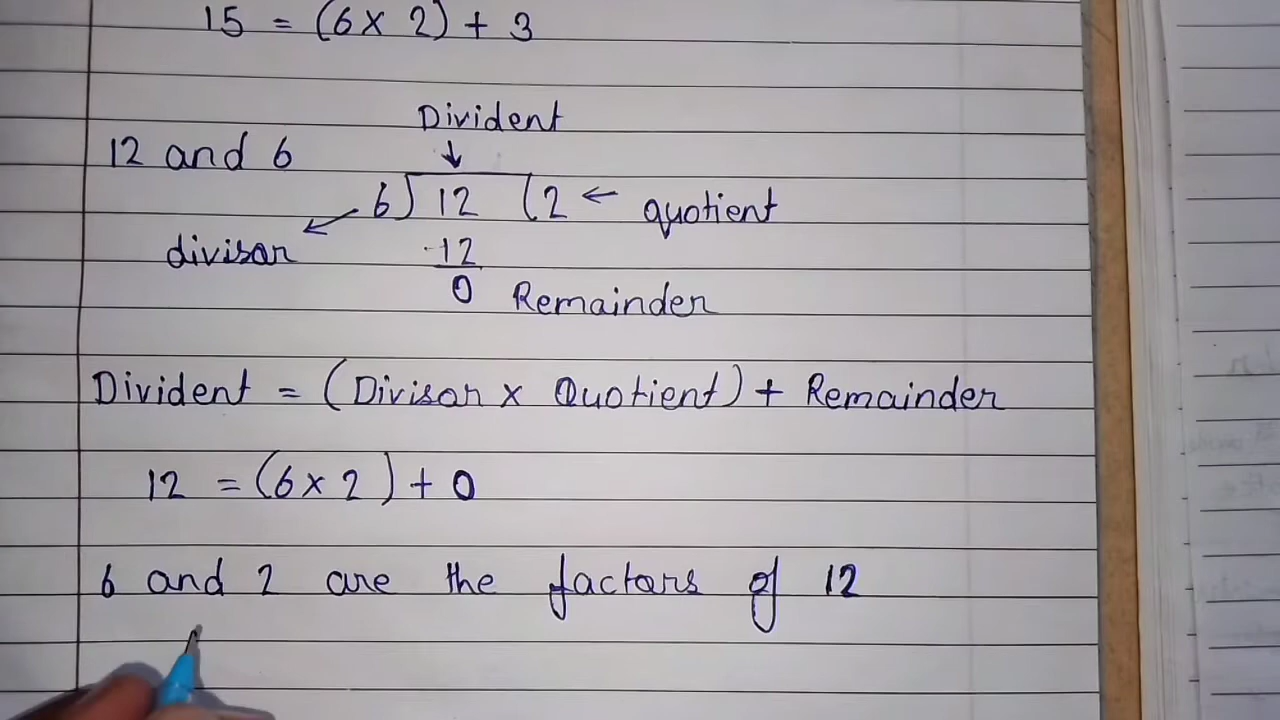 15 = (6 x 2) + 3
Divident
↓
12 and 6
6) 12 (2 ← quotient
divisor
-12
0 Remainder
Divident = (Divisor x Quotient) + Remainder
12 = (6 x 2) + 0
6 and 2 are the factors of 12